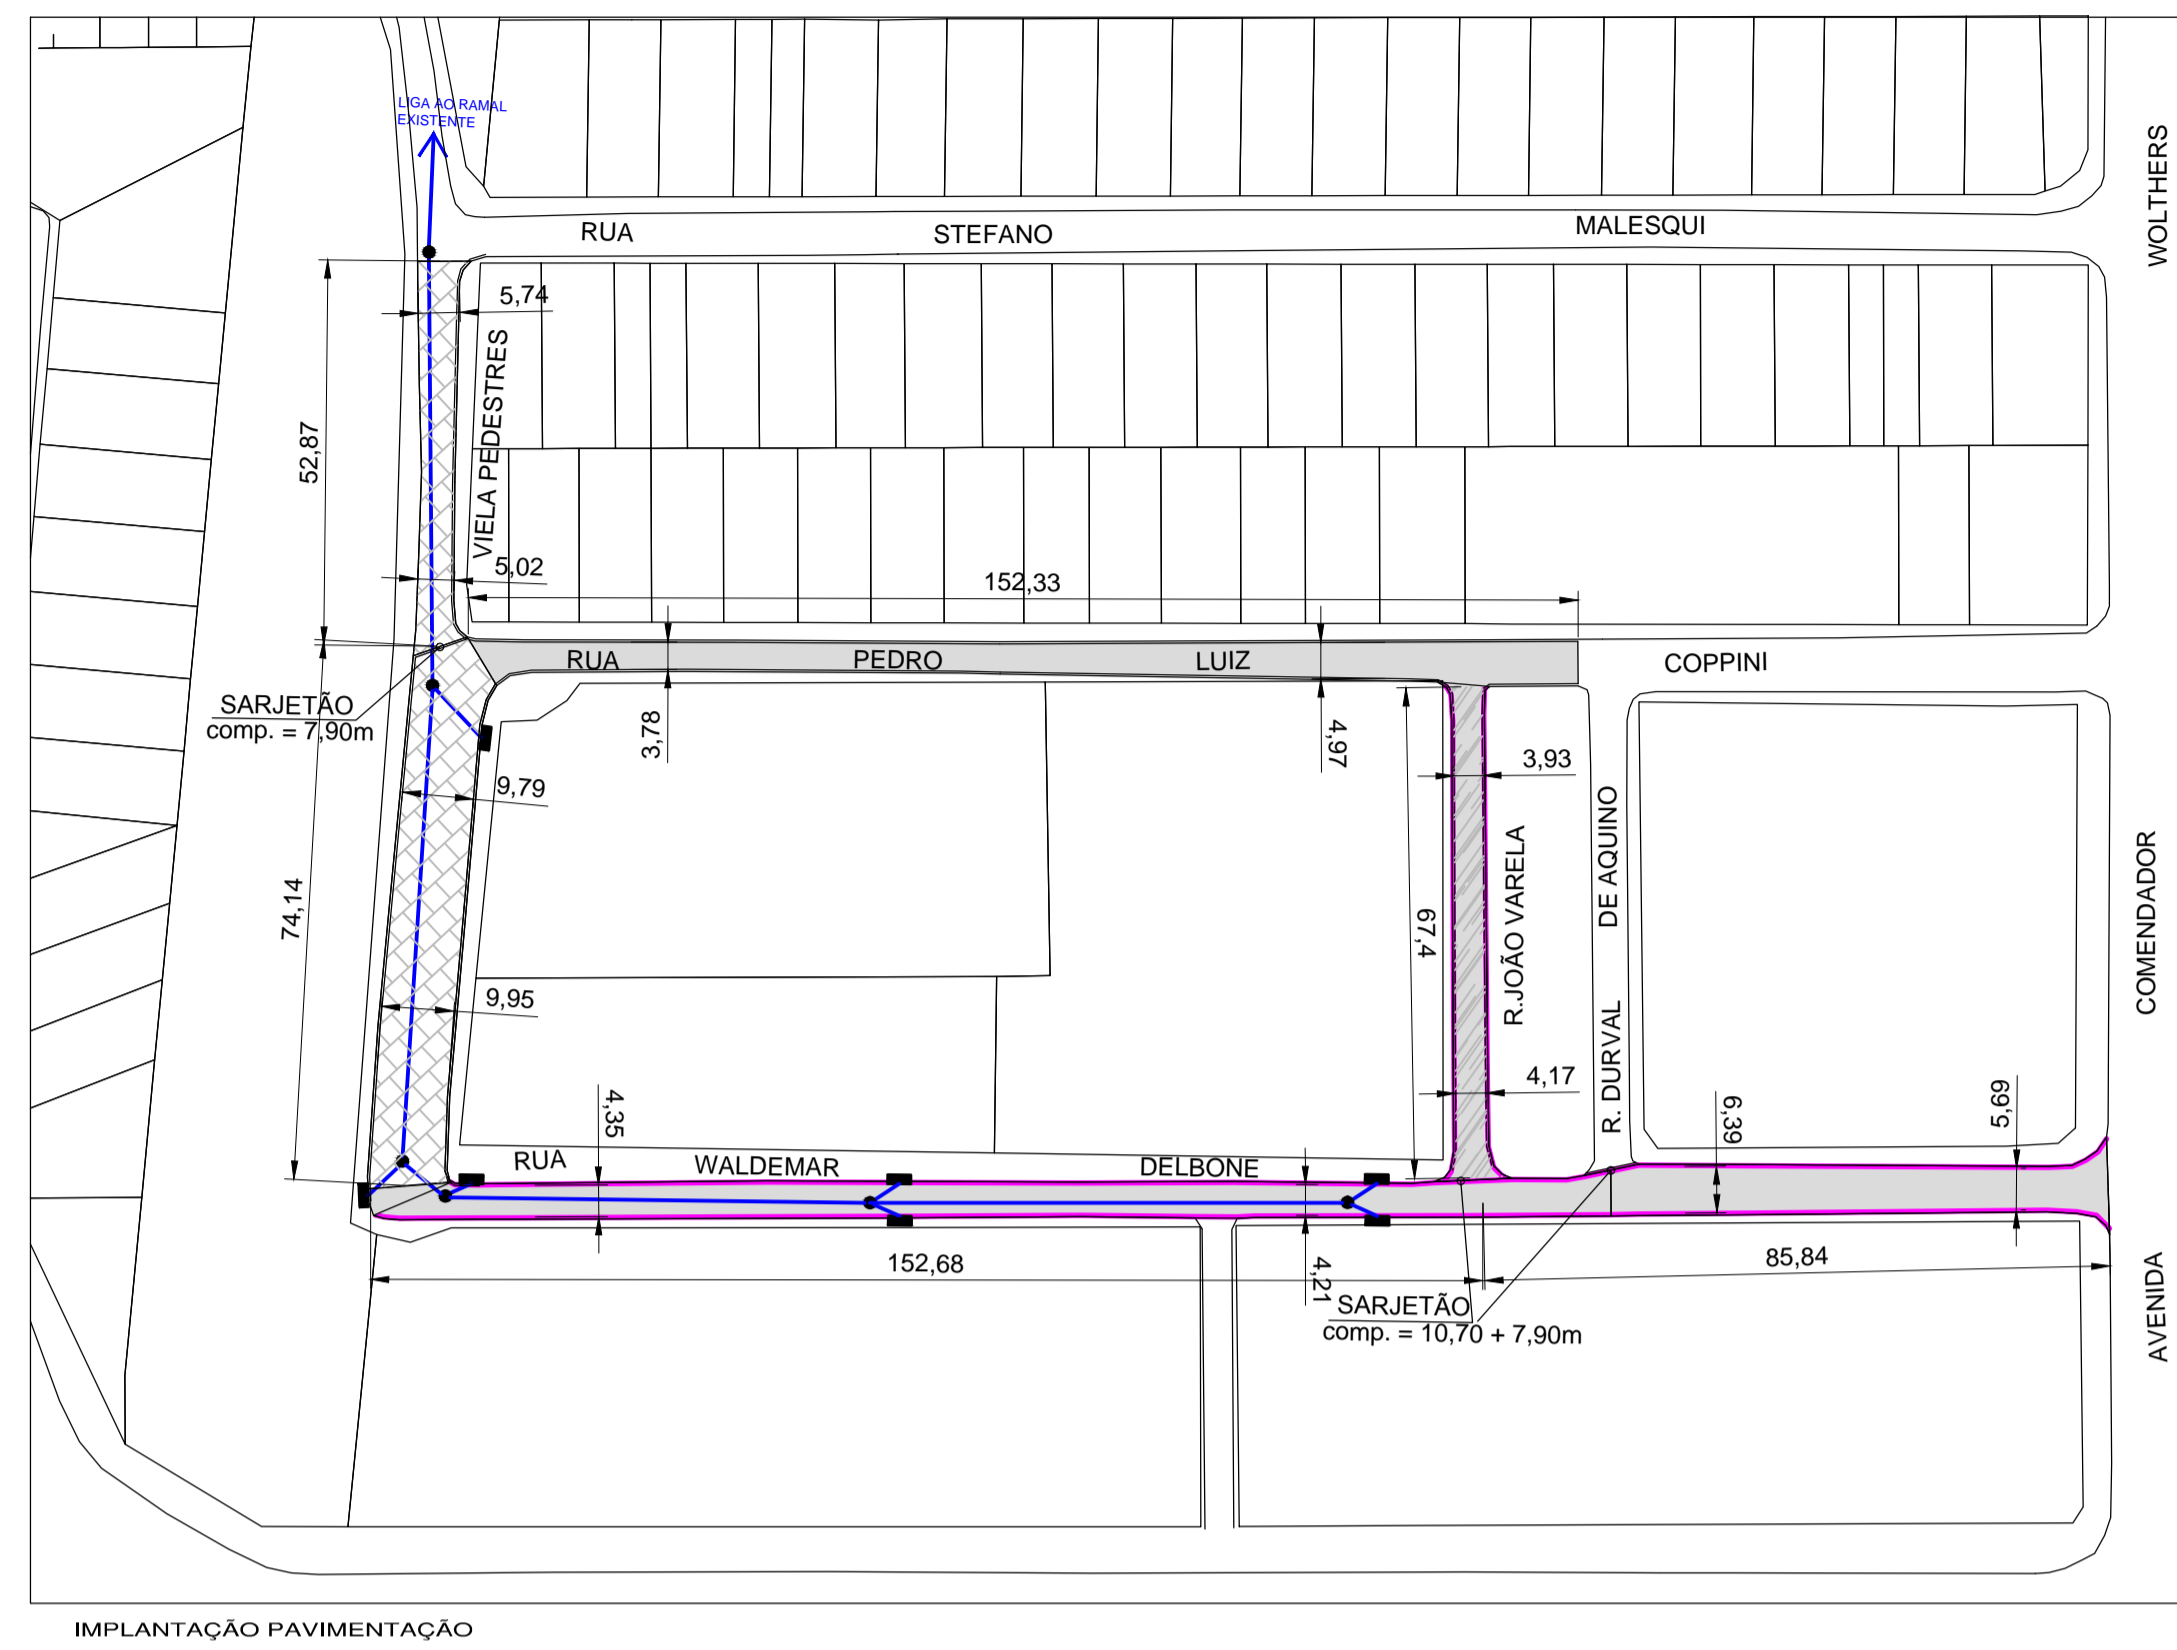 LIGA AO RAMAL
EXISTENTE
WOLTHERS
RUA STEFANO MALESQUI
5,74
VIELA PEDESTRES
52,87
5,02
152,33
RUA PEDRO LUIZ COPPINI
SARJETÃO
comp. = 7,90m
3,78
4,97
3,93
9,79
67,4
R.JOÃO VARELA
R. DURVAL DE AQUINO
COMENDADOR
74,14
9,95
4,17
4,35
6,39
5,69
RUA WALDEMAR DELBONE
152,68
4,21
85,84
SARJETÃO
comp. = 10,70 + 7,90m
AVENIDA
IMPLANTAÇÃO PAVIMENTAÇÃO